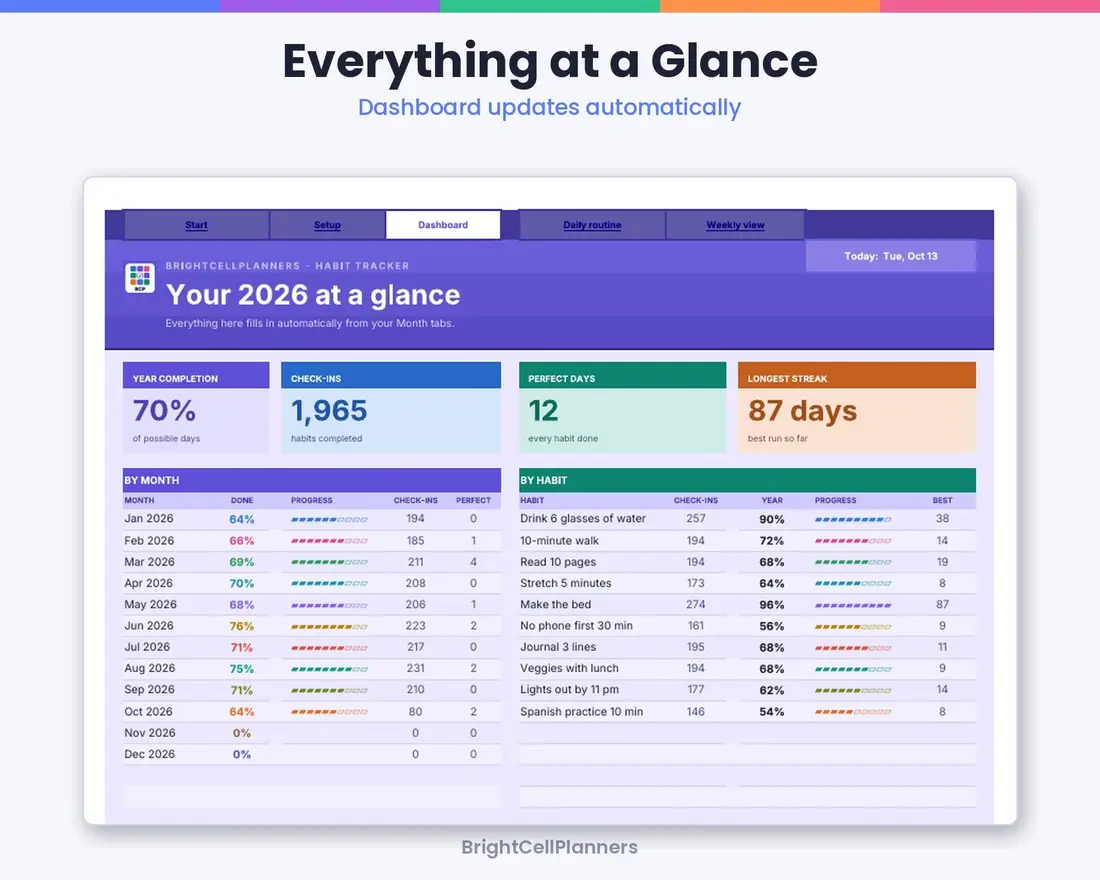 Everything at a Glance
Dashboard updates automatically
Start Setup Dashboard Daily routine Weekly view
Today: Tue, Oct 13
BRIGHTCELLPLANNERS · HABIT TRACKER
BCP
Your 2026 at a glance
Everything here fills in automatically from your Month tabs.
YEAR COMPLETION
70%
of possible days
CHECK-INS
1,965
habits completed
PERFECT DAYS
12
every habit done
LONGEST STREAK
87 days
best run so far
BY MONTH
MONTH DONE PROGRESS CHECK-INS PERFECT
Jan 2026 64% 194 0
Feb 2026 66% 185 1
Mar 2026 69% 211 4
Apr 2026 70% 208 0
May 2026 68% 206 1
Jun 2026 76% 223 2
Jul 2026 71% 217 0
Aug 2026 75% 231 2
Sep 2026 71% 210 0
Oct 2026 64% 80 2
Nov 2026 0% 0 0
Dec 2026 0% 0 0
BY HABIT
HABIT CHECK-INS YEAR PROGRESS BEST
Drink 6 glasses of water 257 90% 38
10-minute walk 194 72% 14
Read 10 pages 194 68% 19
Stretch 5 minutes 173 64% 8
Make the bed 274 96% 87
No phone first 30 min 161 56% 9
Journal 3 lines 195 68% 11
Veggies with lunch 194 68% 9
Lights out by 11 pm 177 62% 14
Spanish practice 10 min 146 54% 8
BrightCellPlanners